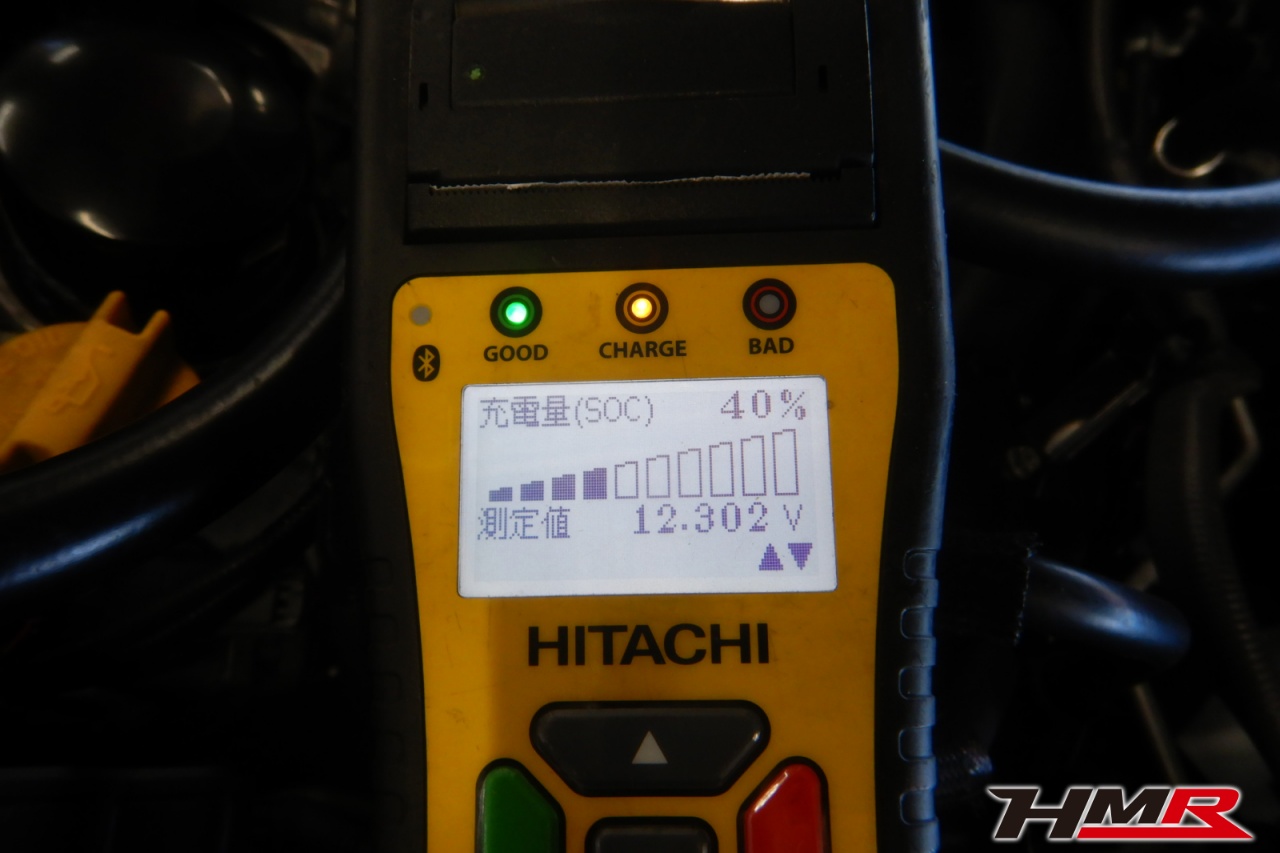 GOOD CHARGE BAD
充電量(SOC) 40%
測定値 12.302 V
HITACHI
HMR